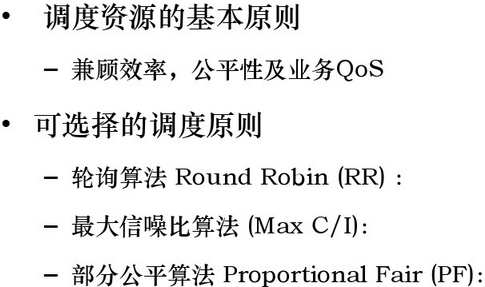 • 调度资源的基本原则
– 兼顾效率，公平性及业务QoS
• 可选择的调度原则
– 轮询算法 Round Robin (RR) :
– 最大信噪比算法 (Max C/I):
– 部分公平算法 Proportional Fair (PF):